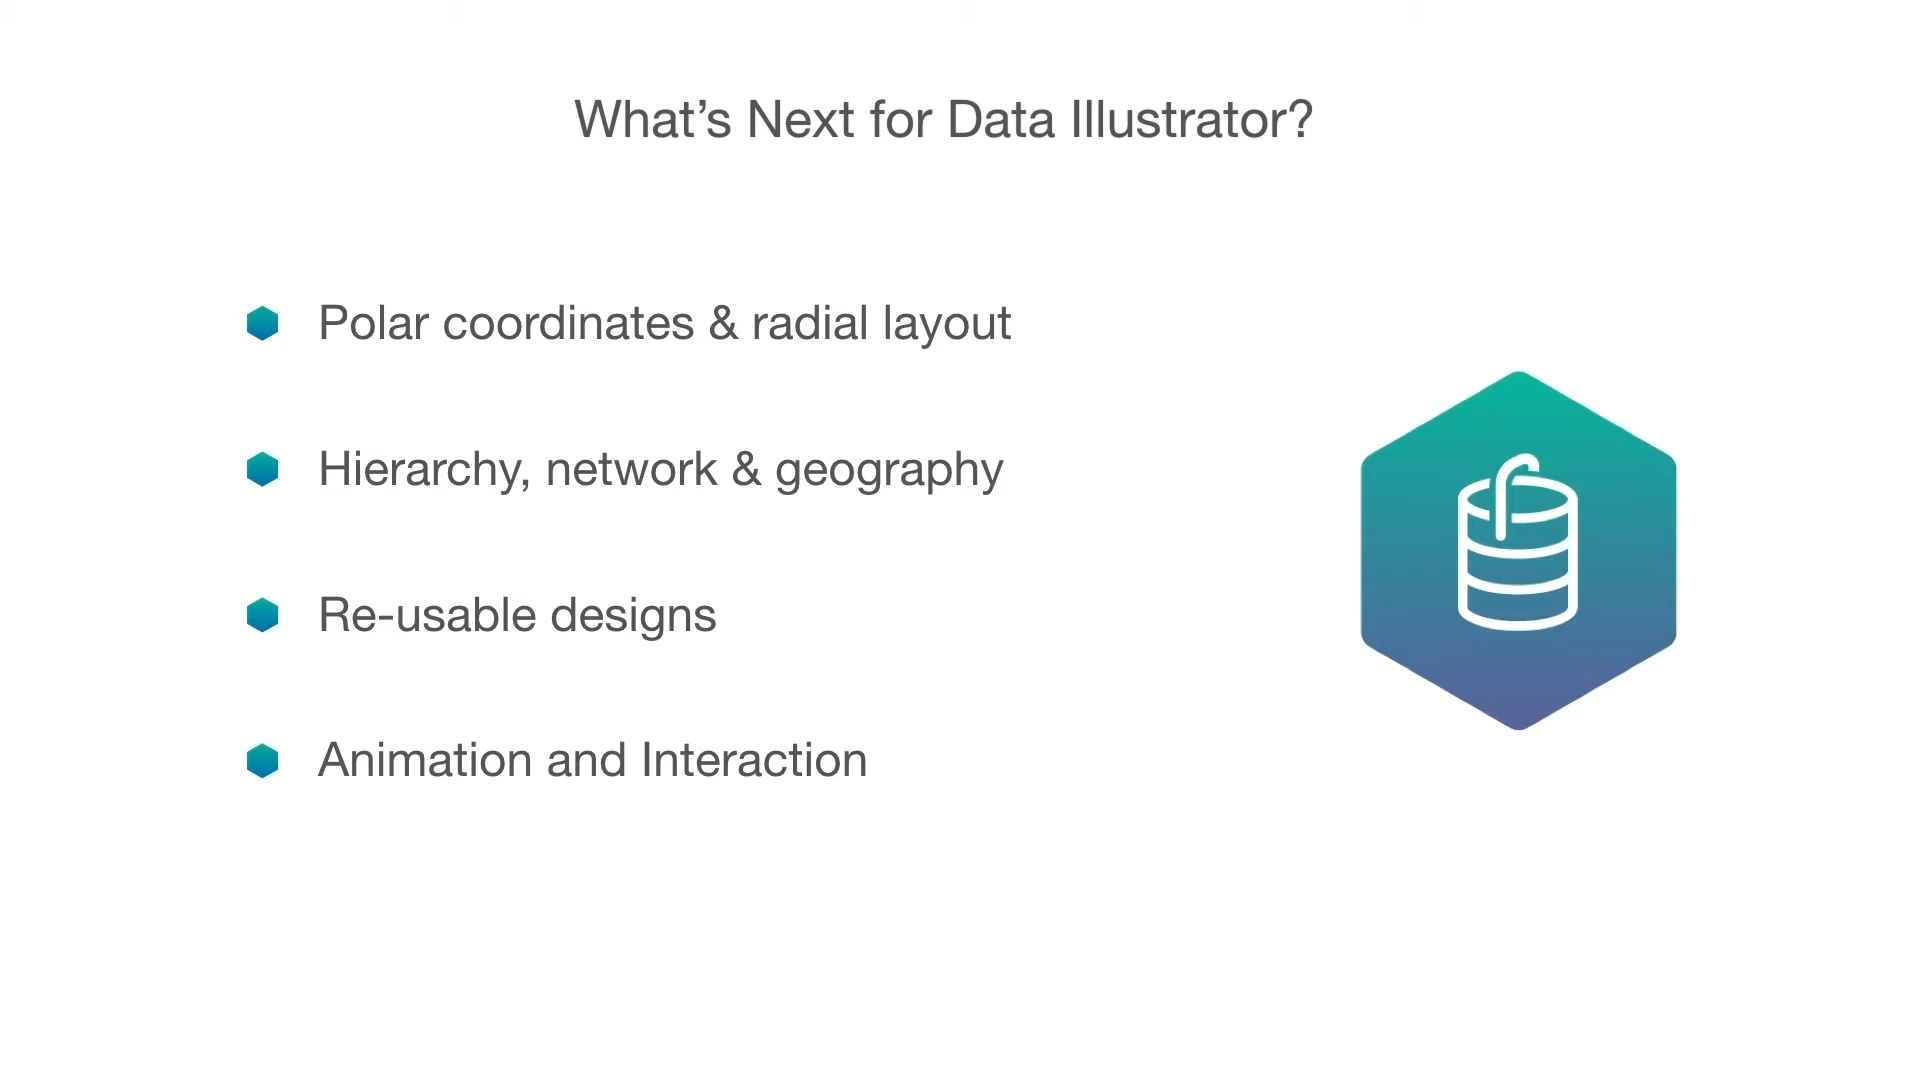 What’s Next for Data Illustrator?
Polar coordinates & radial layout
Hierarchy, network & geography
Re-usable designs
Animation and Interaction